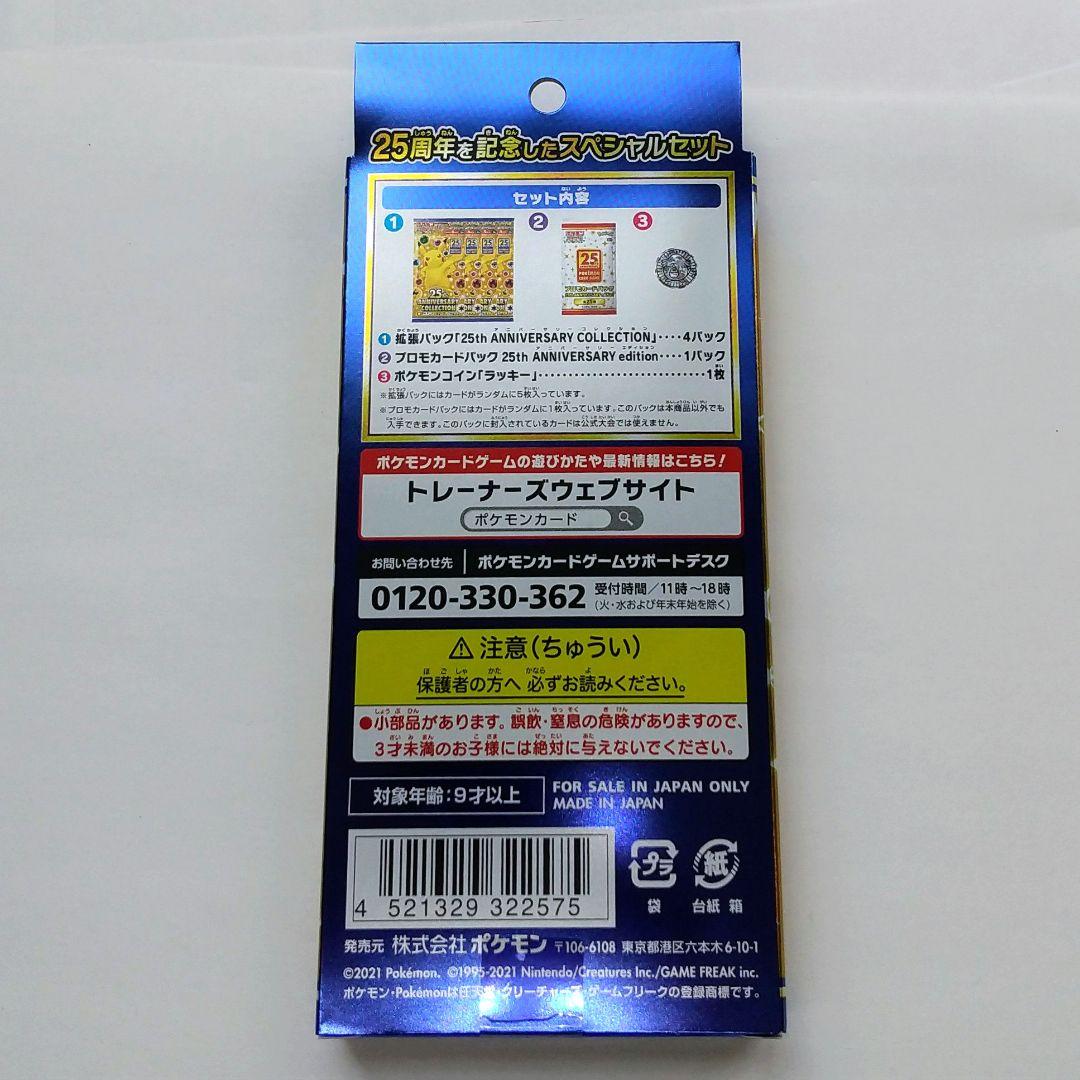 25周年を記念したスペシャルセット
セット内容
1 2 3
25th ANNIVERSARY COLLECTION
プロモカードパック
1 拡張パック「25th ANNIVERSARY COLLECTION」････4パック
2 プロモカードパック 25th ANNIVERSARY edition････1パック
3 ポケモンコイン「ラッキー」･･････････････････････････1枚
※拡張パックにはカードがランダムに5枚入っています。
※プロモカードパックにはカードがランダムに1枚入っています。このパックは本商品以外でも
入手できます。このパックに封入されているカードは公式大会では使えません。
ポケモンカードゲームの遊びかたや最新情報はこちら!
トレーナーズウェブサイト
ポケモンカード
お問い合わせ先 ポケモンカードゲームサポートデスク
0120-330-362 受付時間/11時〜18時
(火・水および年末年始を除く)
⚠注意(ちゅうい)
保護者の方へ 必ずお読みください。
●小部品があります。誤飲・窒息の危険がありますので、
3才未満のお子様には絶対に与えないでください。
対象年齢:9才以上
FOR SALE IN JAPAN ONLY
MADE IN JAPAN
4 521329 322575
プラ 紙
袋 台紙 箱
発売元 株式会社 ポケモン 〒106-6108 東京都港区六本木6-10-1
©2021 Pokémon. ©1995-2021 Nintendo/Creatures Inc./GAME FREAK inc.
ポケモン・Pokémonは任天堂・クリーチャーズ・ゲームフリークの登録商標です。